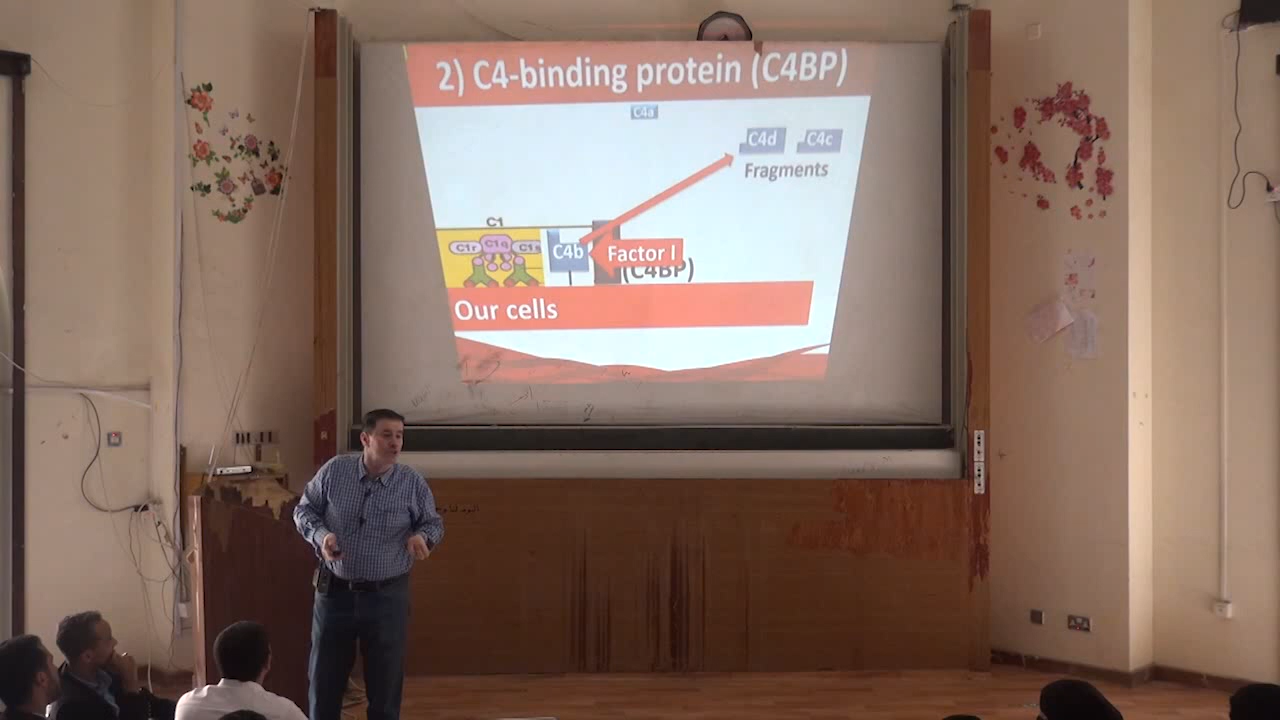 2) C4-binding protein (C4BP)
C4a
C4d C4c
Fragments
C1
C1r C1q C1s C4b Factor I
(C4BP)
Our cells